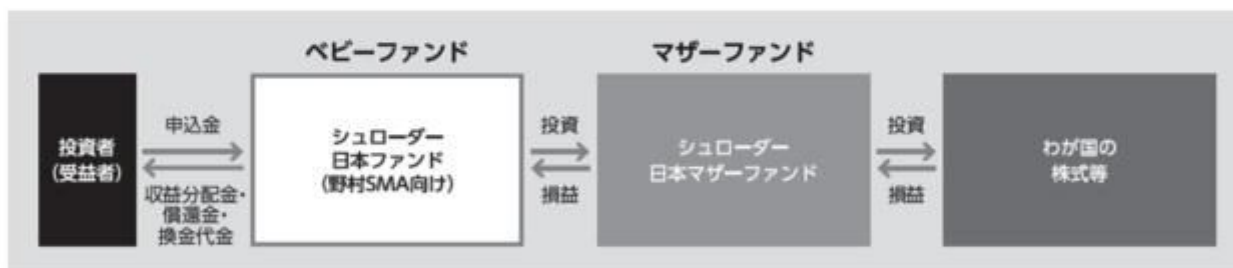 ベビーファンド
マザーファンド
投資者
(受益者)
申込金
収益分配金・
償還金・
換金代金
シュローダー
日本ファンド
(野村SMA向け)
投資
損益
シュローダー
日本マザーファンド
投資
損益
わが国の
株式等